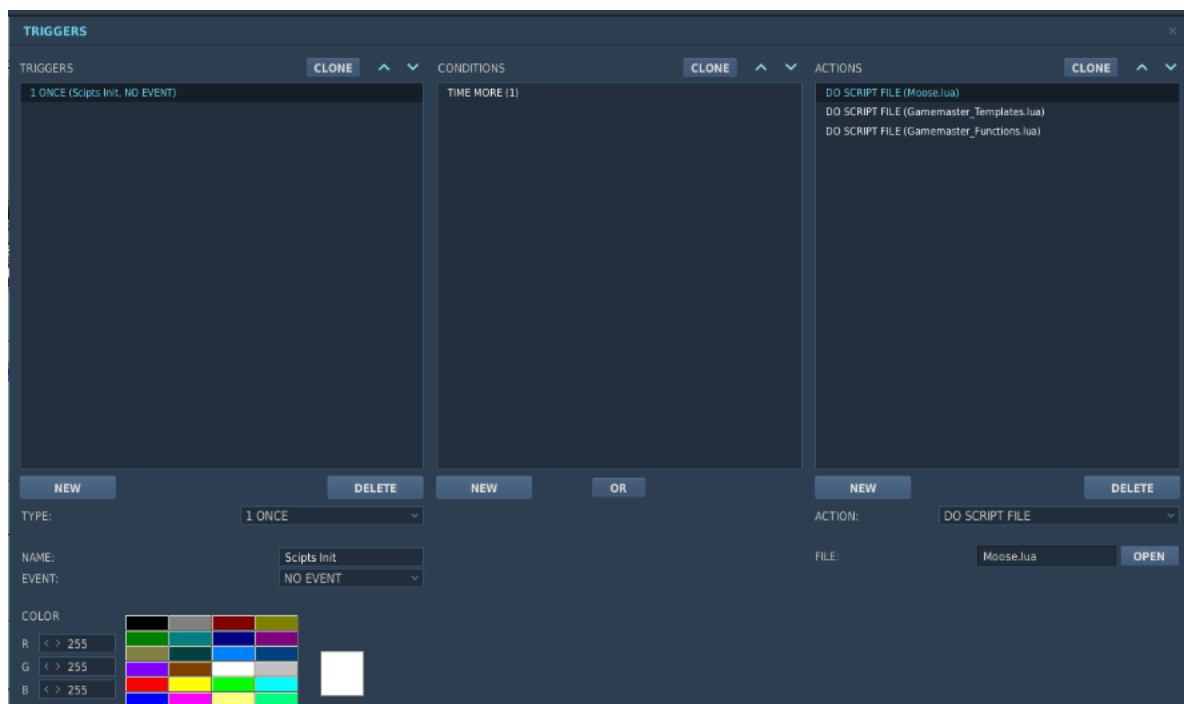 TRIGGERS
TRIGGERS CLONE CONDITIONS CLONE ACTIONS CLONE
1 ONCE (Scipts Init, NO EVENT) TIME MORE (1) DO SCRIPT FILE (Moose.lua)
DO SCRIPT FILE (Gamemaster_Templates.lua)
DO SCRIPT FILE (Gamemaster_Functions.lua)
NEW DELETE NEW OR NEW DELETE
TYPE: 1 ONCE ACTION: DO SCRIPT FILE
NAME: Scipts Init FILE: Moose.lua OPEN
EVENT: NO EVENT
COLOR
R < > 255
G < > 255
B < > 255